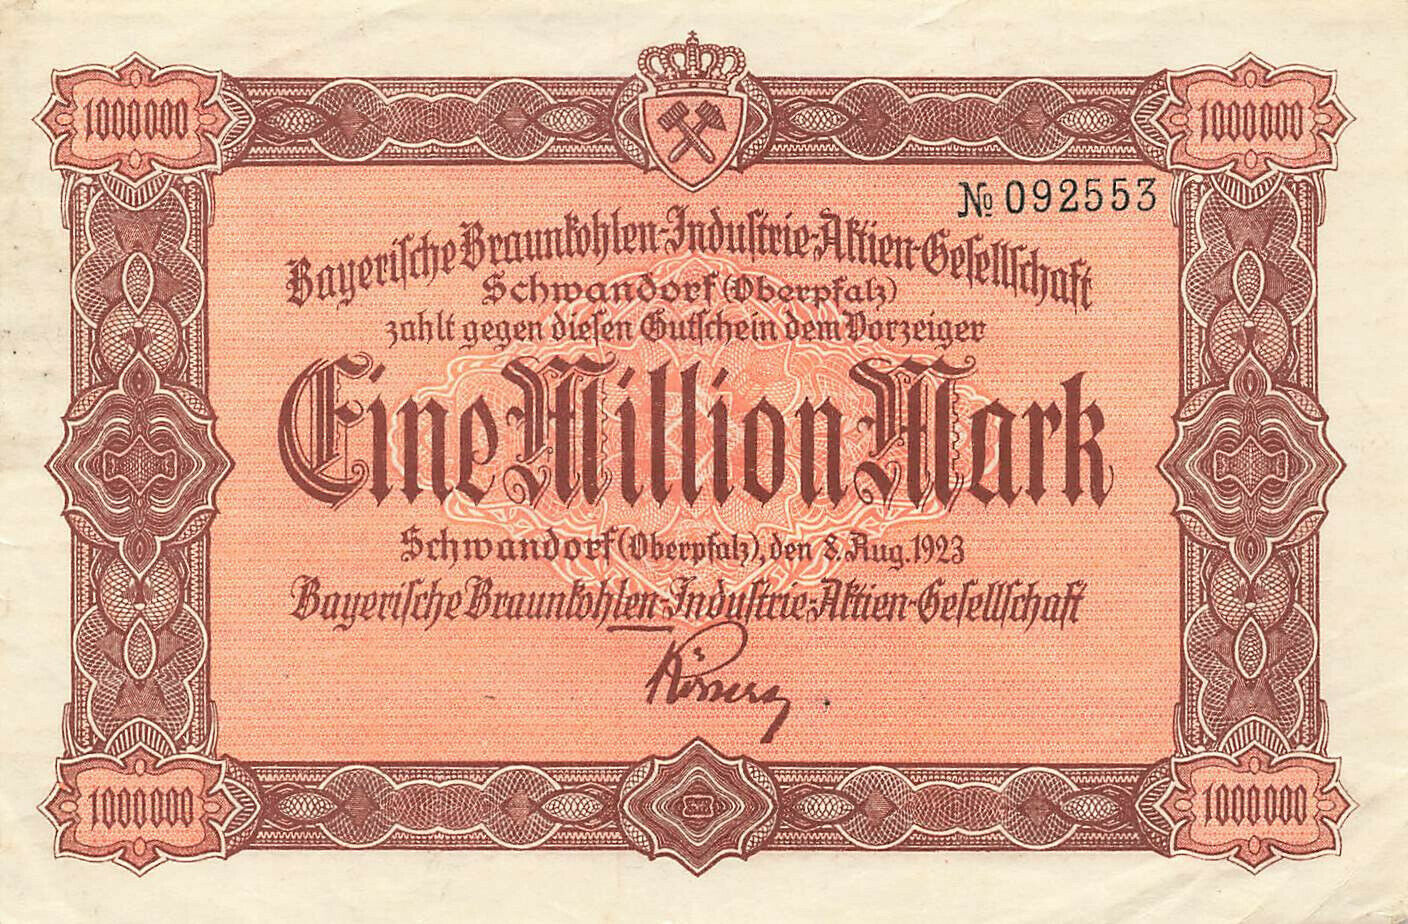 1000000
1000000
№ 092553
Bayerische Braunkohlen-Industrie-Aktien-Gesellschaft
Schwandorf (Oberpfalz)
zahlt gegen diesen Gutschein dem Vorzeiger
Eine Million Mark
Schwandorf (Oberpfalz), den 8. Aug. 1923
Bayerische Braunkohlen-Industrie-Aktien-Gesellschaft
1000000
1000000